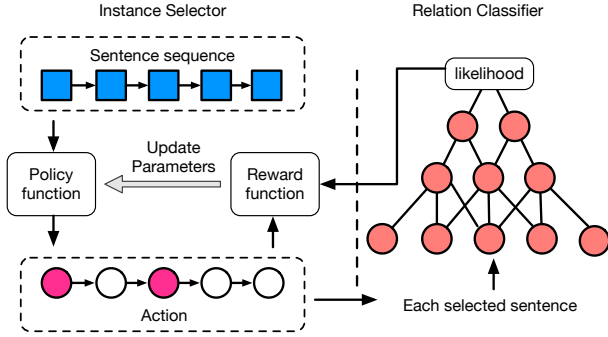 Instance Selector
Relation Classifier
Sentence sequence
likelihood
Policy
function
Update
Parameters
Reward
function
Action
Each selected sentence